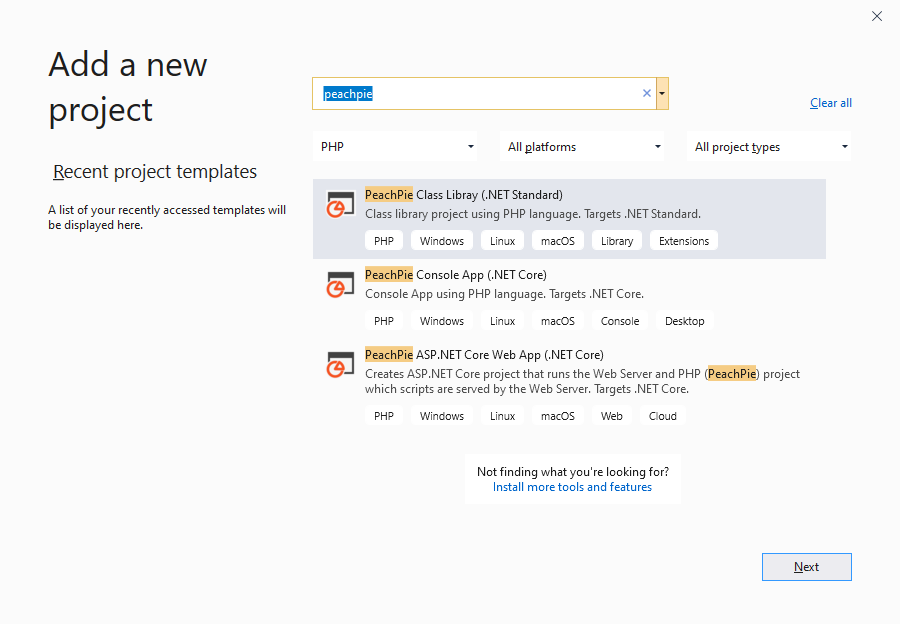 Add a new
project
peachpie
Clear all
PHP
All platforms
All project types
Recent project templates
A list of your recently accessed templates will
be displayed here.
PeachPie Class Libray (.NET Standard)
Class library project using PHP language. Targets .NET Standard.
PHP Windows Linux macOS Library Extensions
PeachPie Console App (.NET Core)
Console App using PHP language. Targets .NET Core.
PHP Windows Linux macOS Console Desktop
PeachPie ASP.NET Core Web App (.NET Core)
Creates ASP.NET Core project that runs the Web Server and PHP (PeachPie) project
which scripts are served by the Web Server. Targets .NET Core.
PHP Windows Linux macOS Web Cloud
Not finding what you're looking for?
Install more tools and features
Next